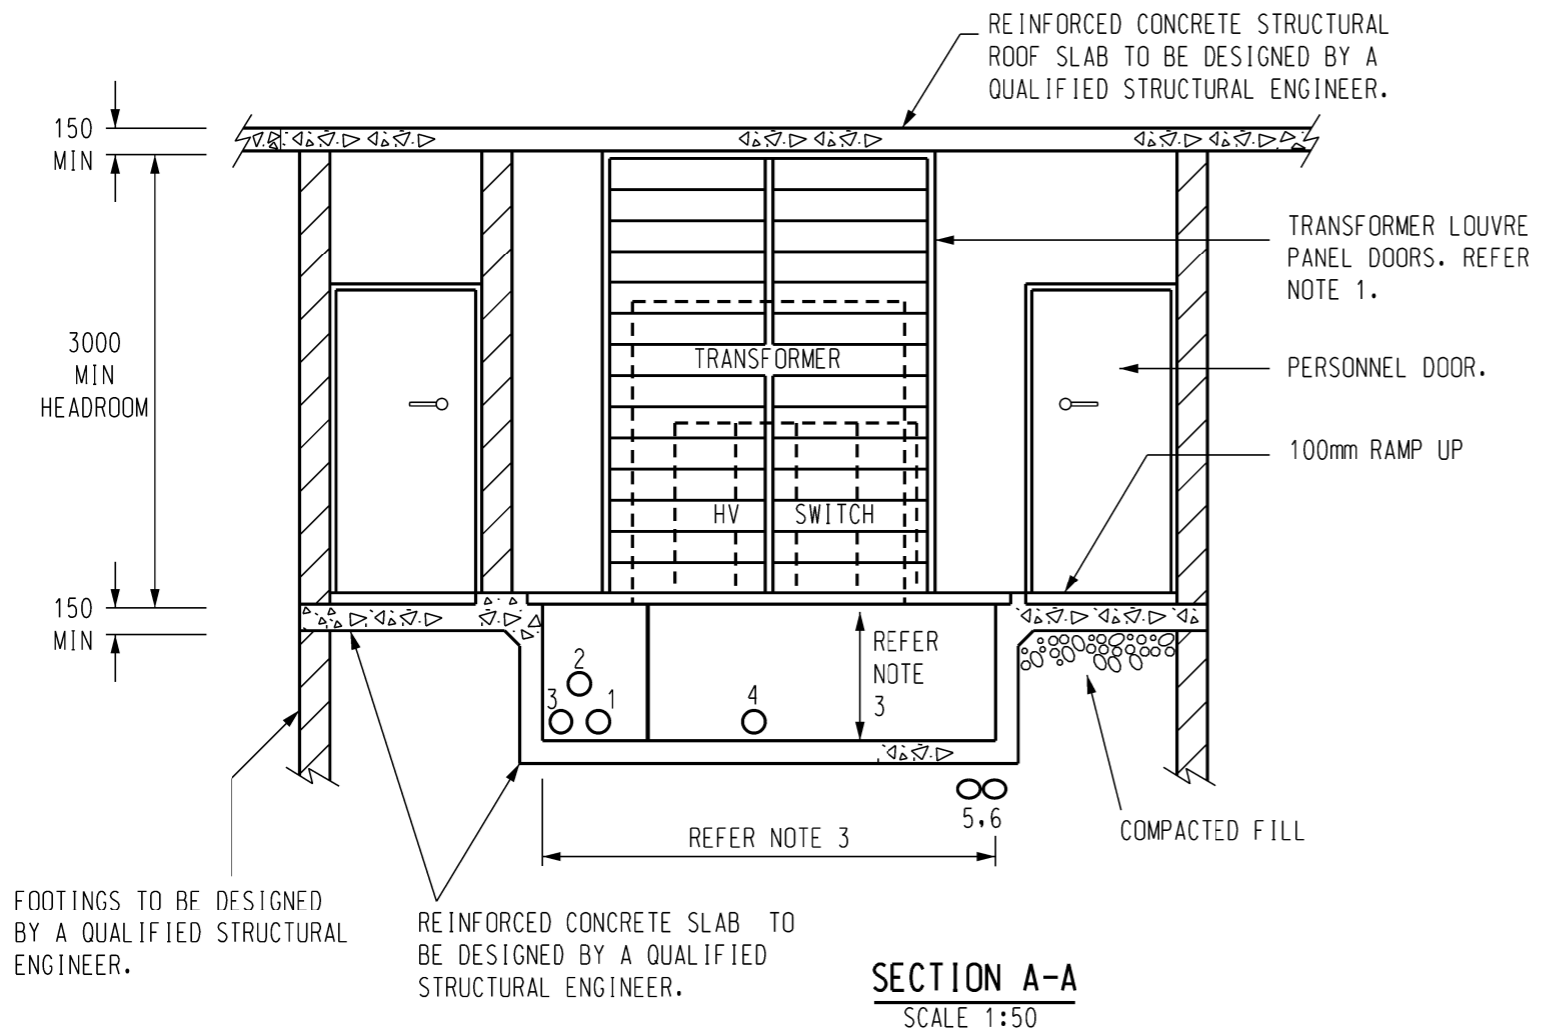 REINFORCED CONCRETE STRUCTURAL
ROOF SLAB TO BE DESIGNED BY A
QUALIFIED STRUCTURAL ENGINEER.
150
MIN
TRANSFORMER LOUVRE
PANEL DOORS. REFER
NOTE 1.
3000
MIN
HEADROOM
TRANSFORMER
PERSONNEL DOOR.
100mm RAMP UP
HV SWITCH
150
MIN
REFER
NOTE
3
2
3
1
4
5,6
REFER NOTE 3
COMPACTED FILL
FOOTINGS TO BE DESIGNED
BY A QUALIFIED STRUCTURAL
ENGINEER.
REINFORCED CONCRETE SLAB TO
BE DESIGNED BY A QUALIFIED
STRUCTURAL ENGINEER.
SECTION A-A
SCALE 1:50